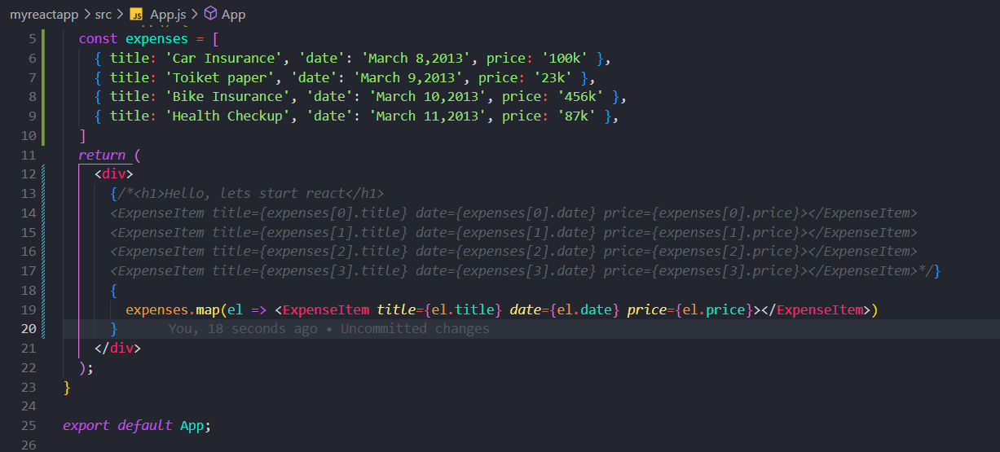 myreactapp > src > JS App.js > App
5 const expenses = [
6 { title: 'Car Insurance', 'date': 'March 8,2013', price: '100k' },
7 { title: 'Toiket paper', 'date': 'March 9,2013', price: '23k' },
8 { title: 'Bike Insurance', 'date': 'March 10,2013', price: '456k' },
9 { title: 'Health Checkup', 'date': 'March 11,2013', price: '87k' },
10 ]
11 return (
12 <div>
13 {/*<h1>Hello, lets start react</h1>
14 <ExpenseItem title={expenses[0].title} date={expenses[0].date} price={expenses[0].price}></ExpenseItem>
15 <ExpenseItem title={expenses[1].title} date={expenses[1].date} price={expenses[1].price}></ExpenseItem>
16 <ExpenseItem title={expenses[2].title} date={expenses[2].date} price={expenses[2].price}></ExpenseItem>
17 <ExpenseItem title={expenses[3].title} date={expenses[3].date} price={expenses[3].price}></ExpenseItem>*/}
18 {
19 expenses.map(el => <ExpenseItem title={el.title} date={el.date} price={el.price}></ExpenseItem>)
20 } You, 18 seconds ago • Uncommitted changes
21 </div>
22 );
23 }
24
25 export default App;
26